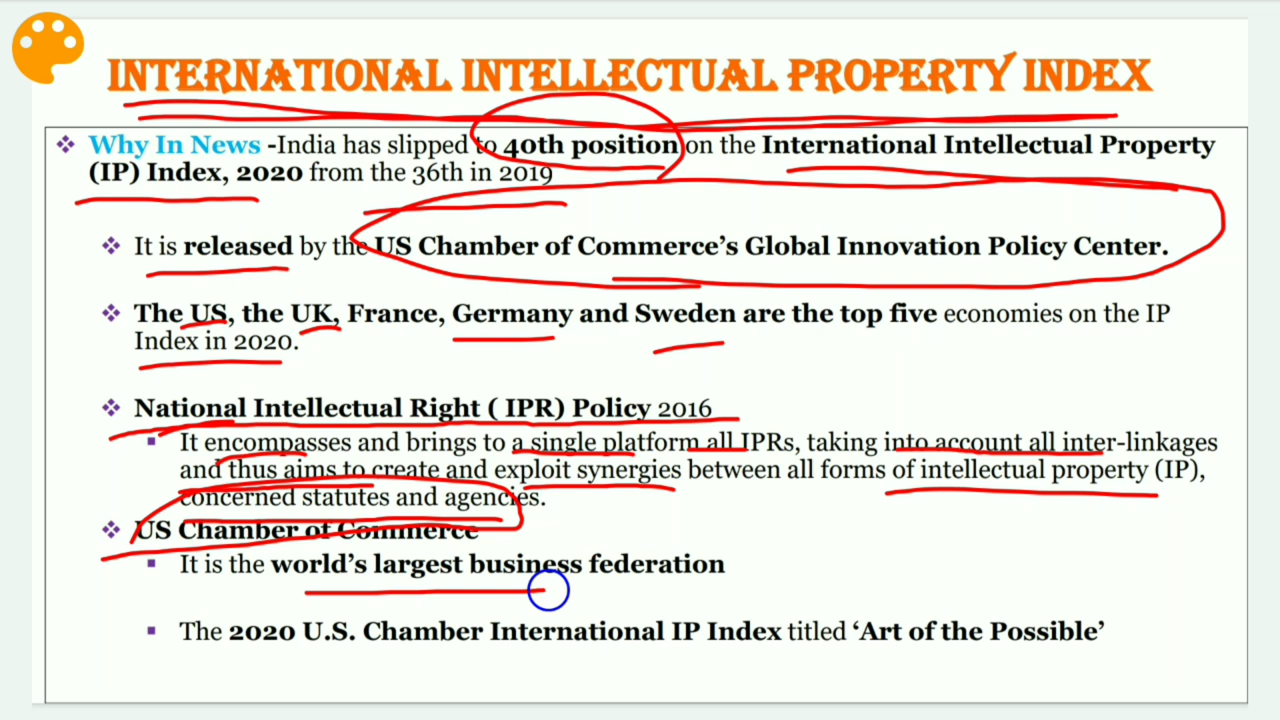 INTERNATIONAL INTELLECTUAL PROPERTY INDEX
Why In News -India has slipped to 40th position on the International Intellectual Property
(IP) Index, 2020 from the 36th in 2019
It is released by the US Chamber of Commerce's Global Innovation Policy Center.
The US, the UK, France, Germany and Sweden are the top five economies on the IP
Index in 2020.
National Intellectual Right ( IPR) Policy 2016
It encompasses and brings to a single platform all IPRs, taking into account all inter-linkages
and thus aims to create and exploit synergies between all forms of intellectual property (IP),
concerned statutes and agencies.
US Chamber of Commerce
It is the world's largest business federation
The 2020 U.S. Chamber International IP Index titled 'Art of the Possible'